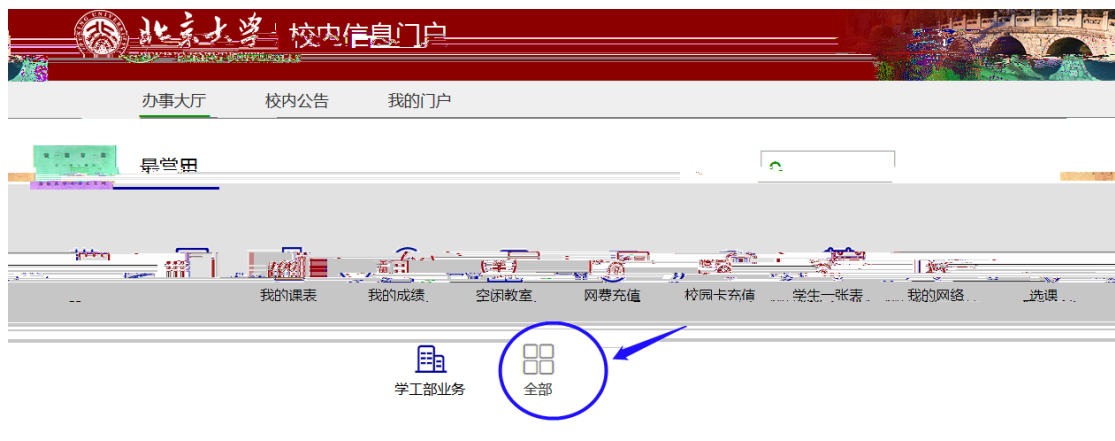 北京大学 校内信息门户
办事大厅 校内公告 我的门户
最常用
我的课表 我的成绩 空闲教室 网费充值 校园卡充值 学生一张表 我的网络 选课
学工部业务 全部